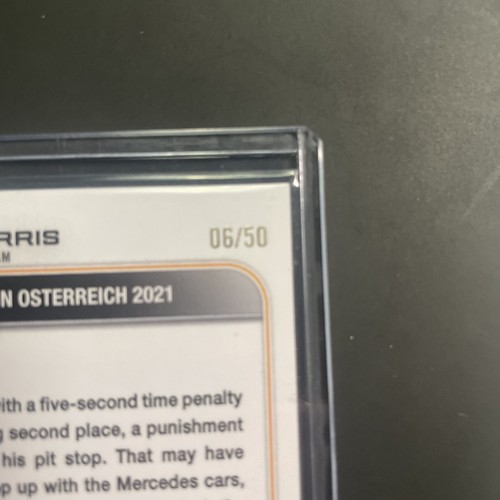 RRIS 06/50
M
N OSTERREICH 2021
ith a five-second time penalty
g second place, a punishment
his pit stop. That may have
p up with the Mercedes cars,